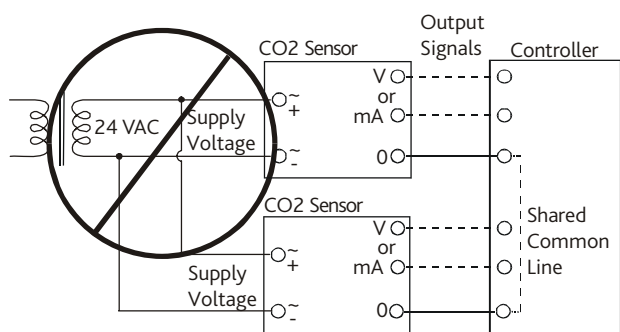 Output
Signals
CO2 Sensor
Controller
V
~
+
or
24 VAC
Supply
Voltage
mA
~
-
0
CO2 Sensor
V
Shared
Common
Line
or
~
+
mA
Supply
Voltage
~
-
0